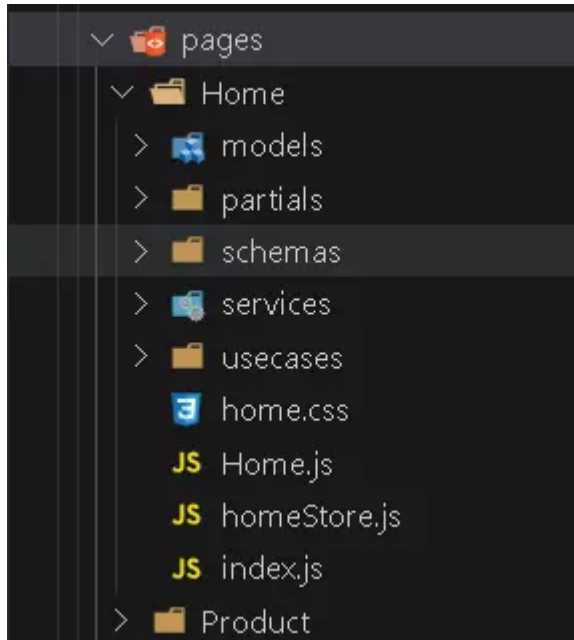 pages
Home
models
partials
schemas
services
usecases
home.css
JS Home.js
JS homeStore.js
JS index.js
Product